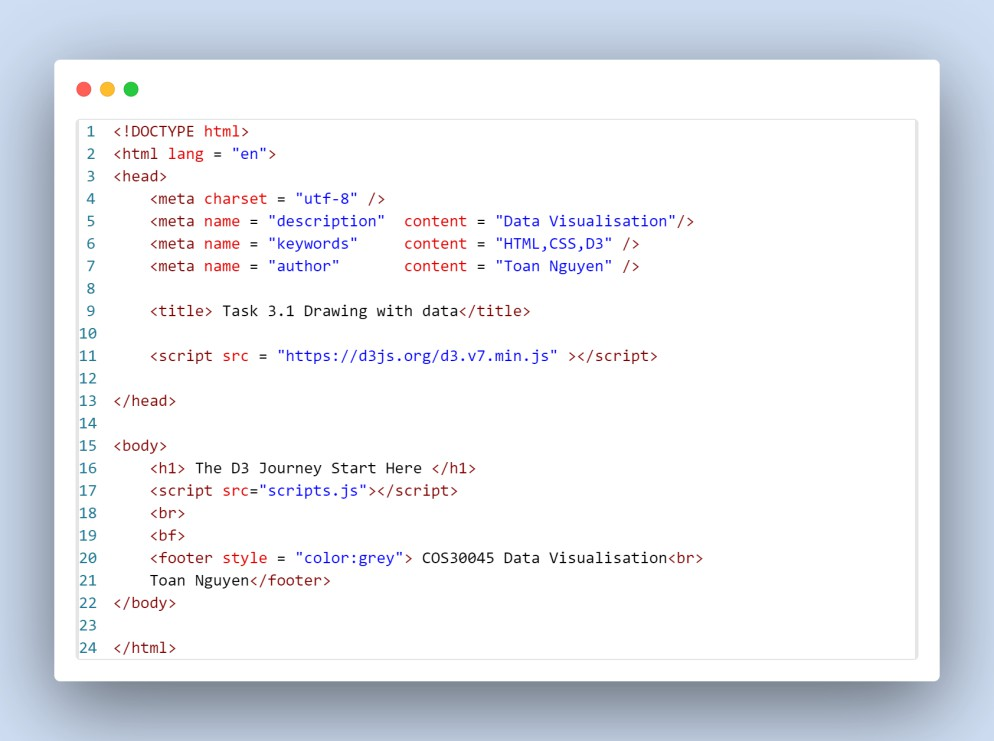 1 <!DOCTYPE html>
2 <html lang = "en">
3 <head>
4     <meta charset = "utf-8" />
5     <meta name = "description"  content = "Data Visualisation"/>
6     <meta name = "keywords"     content = "HTML,CSS,D3" />
7     <meta name = "author"       content = "Toan Nguyen" />
8
9     <title> Task 3.1 Drawing with data</title>
10
11     <script src = "https://d3js.org/d3.v7.min.js" ></script>
12
13 </head>
14
15 <body>
16     <h1> The D3 Journey Start Here </h1>
17     <script src="scripts.js"></script>
18     <br>
19     <bf>
20     <footer style = "color:grey"> COS30045 Data Visualisation<br>
21     Toan Nguyen</footer>
22 </body>
23
24 </html>